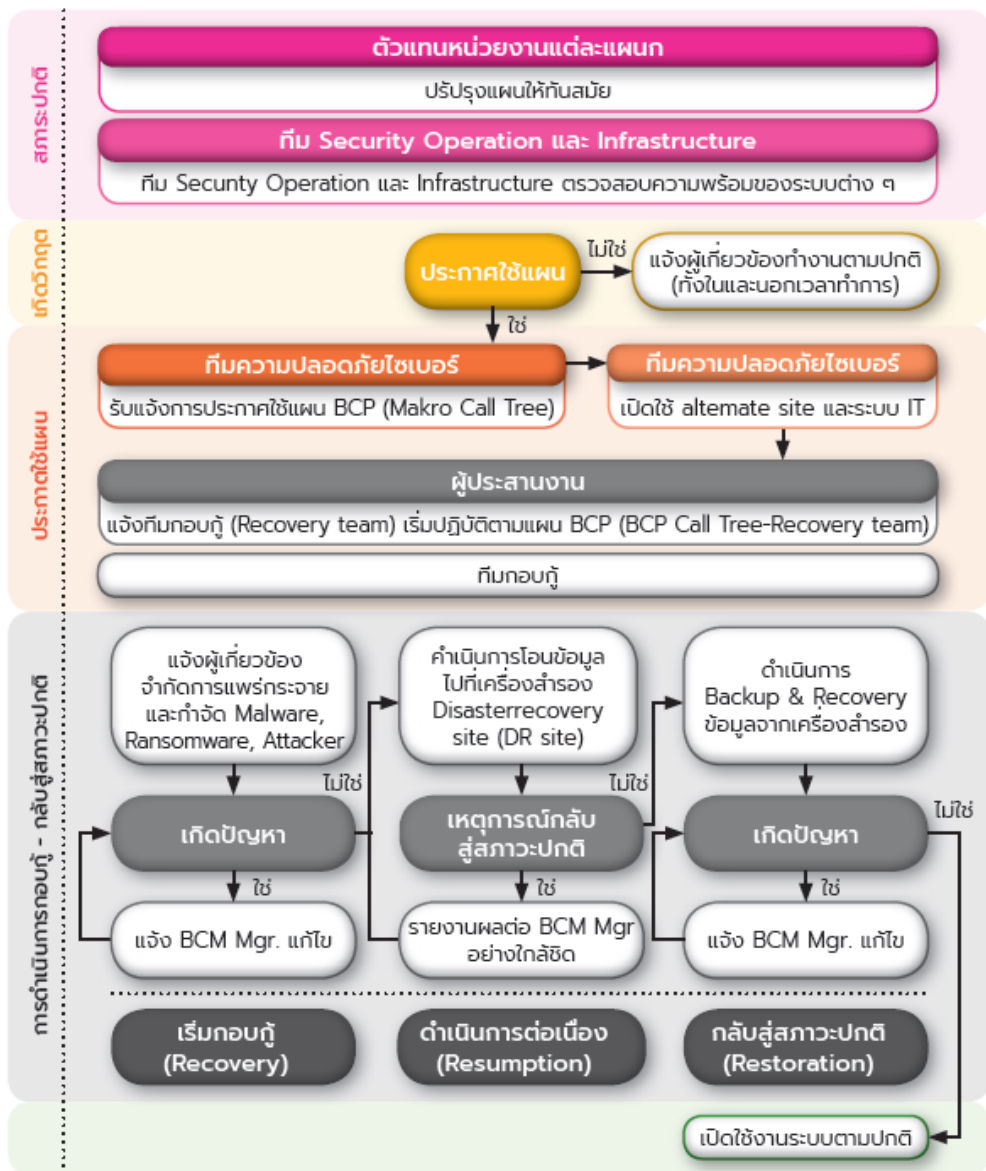 สภาระปกติ
ตัวแทนหน่วยงานแต่ละแผนก
ปรับปรุงแผนให้ทันสมัย
ทีม Security Operation และ Infrastructure
ทีม Secunty Operation และ Infrastructure ตรวจสอบความพร้อมของระบบต่าง ๆ
เกิดวิกฤต
ประกาศใช้แผน
ไม่ใช่
แจ้งผู้เกี่ยวข้องทำงานตามปกติ
(ทั้งในและนอกเวลาทำการ)
ใช่
ประกาตใช้แผน
ทีมความปลอดภัยไซเบอร์
รับแจ้งการประกาศใช้แผน BCP (Makro Call Tree)
ทีมความปลอดภัยไซเบอร์
เปิดใช้ altemate site และระบบ IT
ผู้ประสานงาน
แจ้งทีมกอบกู้ (Recovery team) เริ่มปฏิบัติตามแผน BCP (BCP Call Tree-Recovery team)
ทีมกอบกู้
การดำเนินการกอบกู้ - กลับสู่สภาวะปกติ
แจ้งผู้เกี่ยวข้อง
จำกัดการแพร่กระจาย
และกำจัด Malware,
Ransomware, Attacker
ไม่ใช่
เกิดปัญหา
ใช่
แจ้ง BCM Mgr. แก้ไข
เริ่มกอบกู้
(Recovery)
คำเนินการโอนข้อมูล
ไปที่เครื่องสำรอง
Disasterrecovery
site (DR site)
ไม่ใช่
เหตุการณ์กลับ
สู่สภาวะปกติ
ใช่
รายงานผลต่อ BCM Mgr
อย่างใกล้ชิด
ดำเนินการต่อเนื่อง
(Resumption)
ดำเนินการ
Backup & Recovery
ข้อมูลจากเครื่องสำรอง
ไม่ใช่
เกิดปัญหา
ใช่
แจ้ง BCM Mgr. แก้ไข
กลับสู่สภาวะปกติ
(Restoration)
เปิดใช้งานระบบตามปกติ